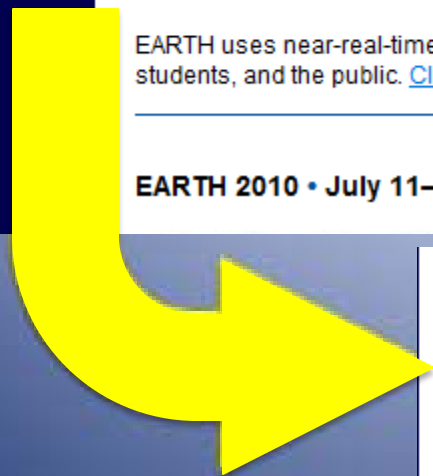 EARTH uses near-real-time
students, and the public.
EARTH 2010 • July 11–